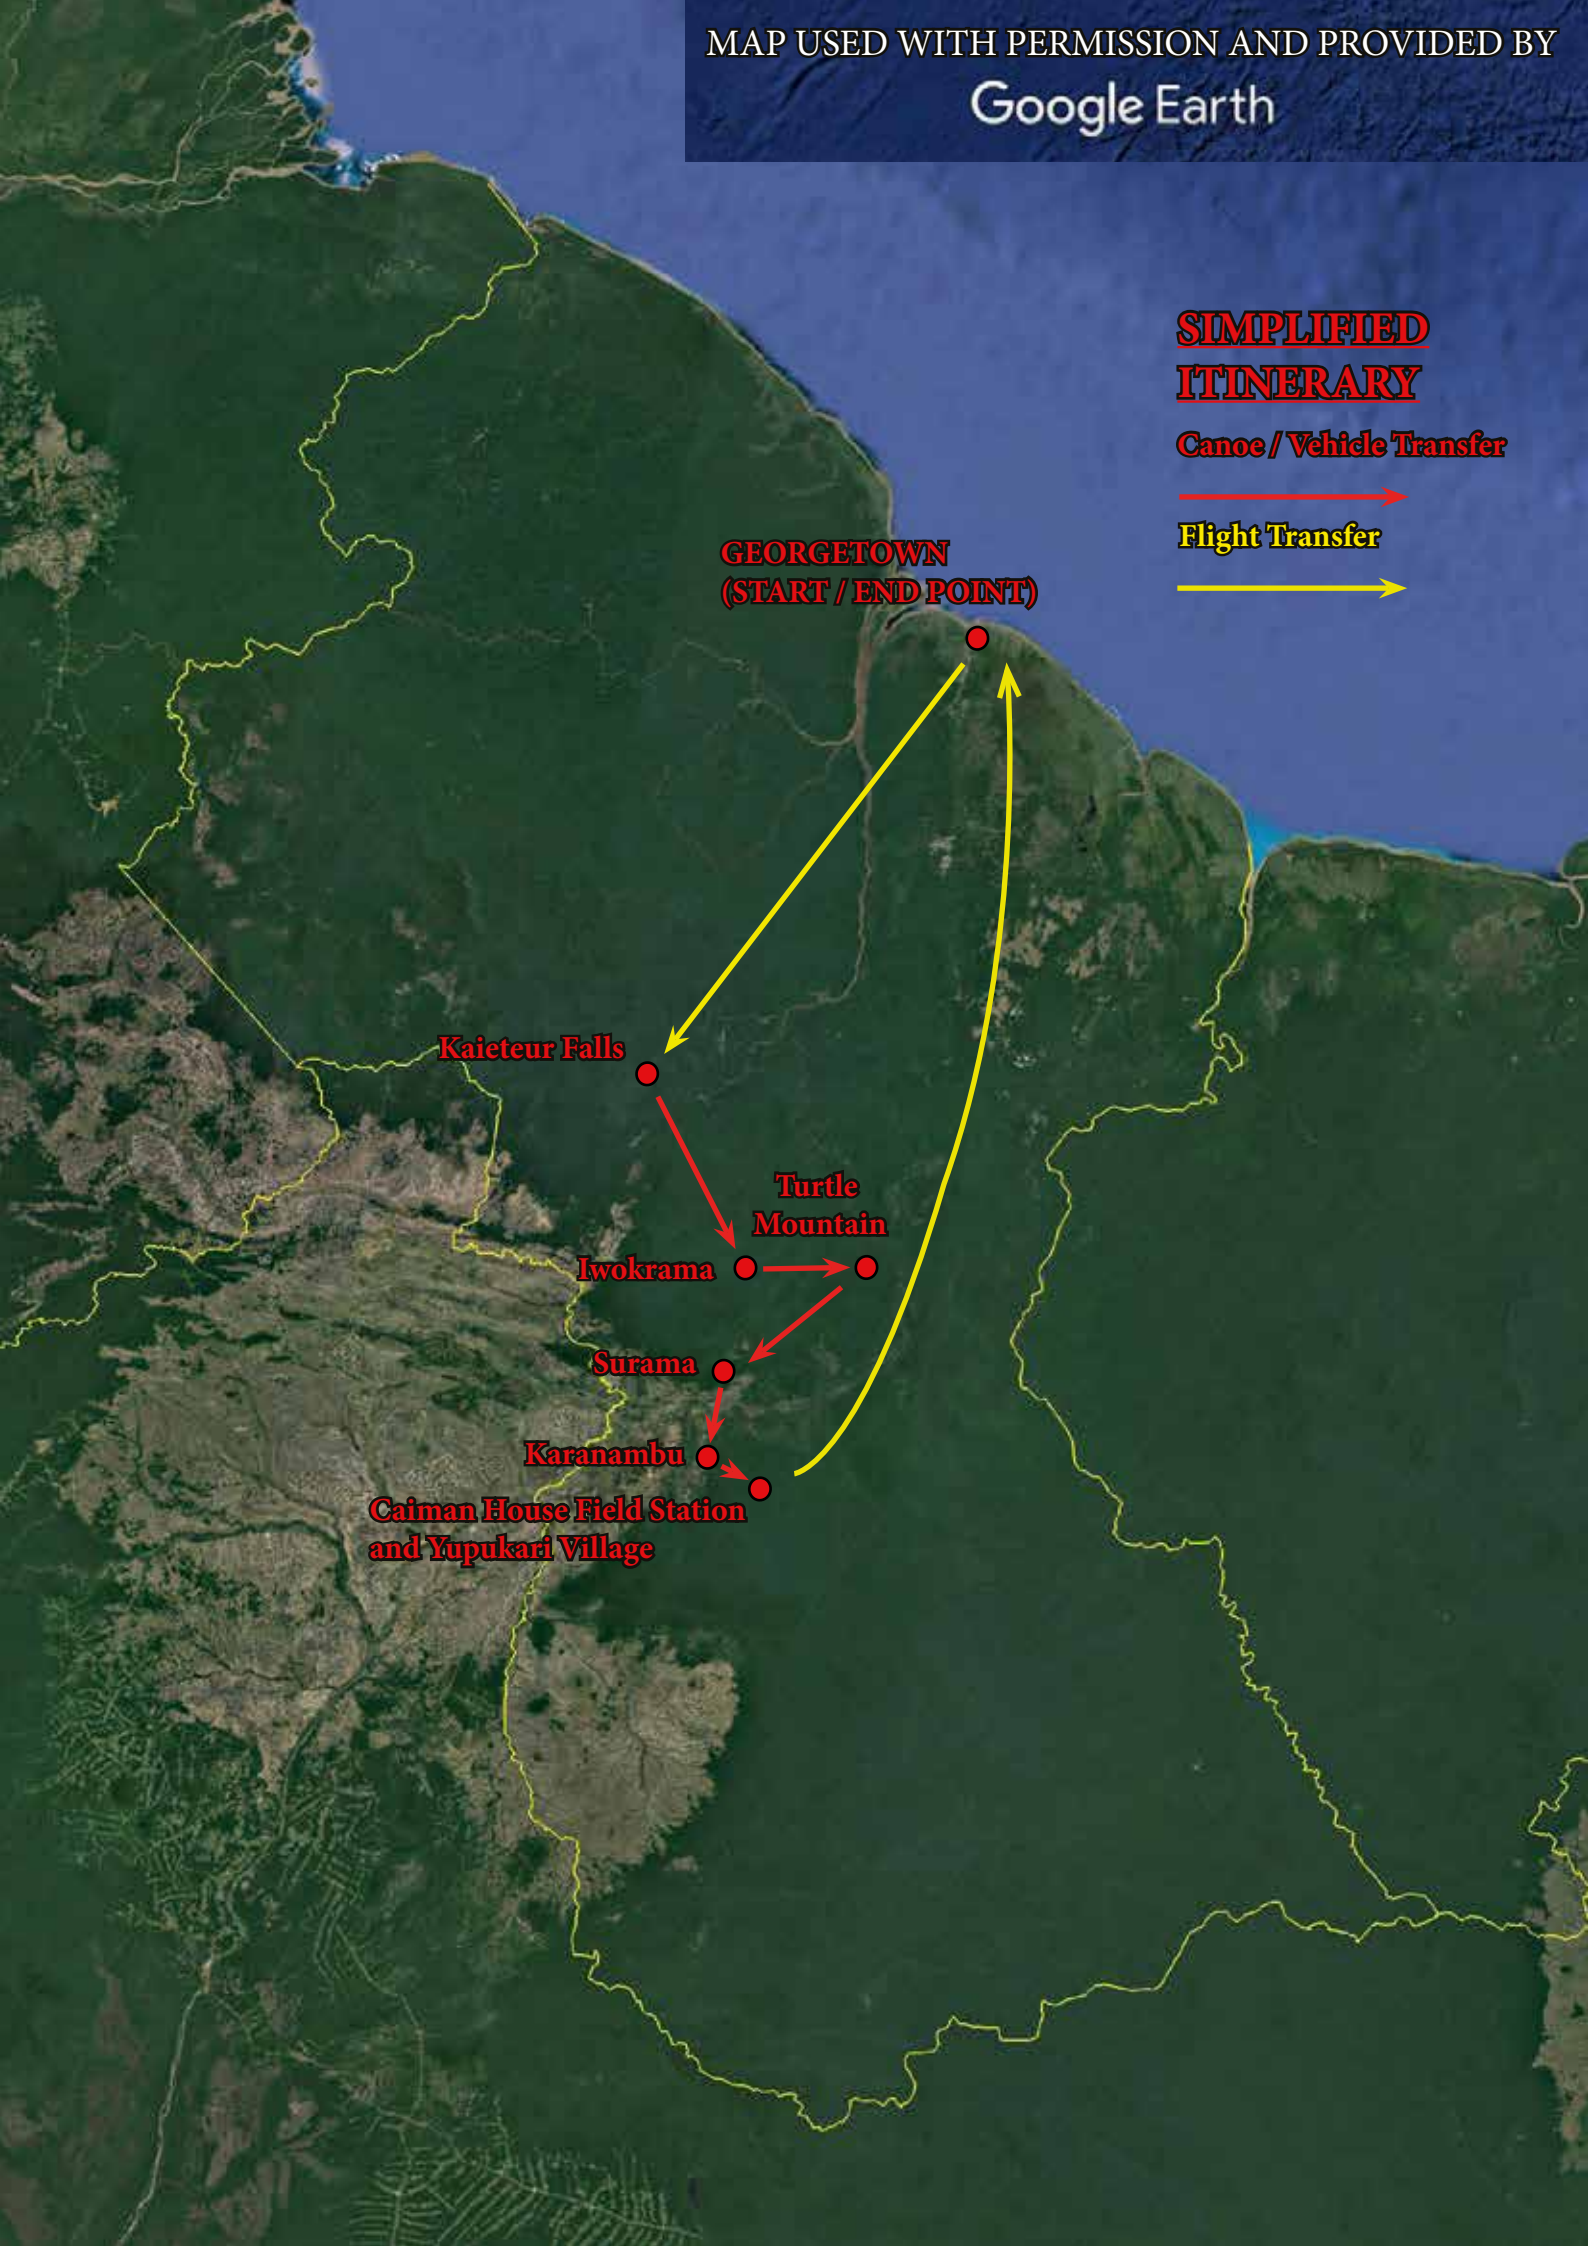 MAP USED WITH PERMISSION AND PROVIDED BY
Google Earth
SIMPLIFIED
ITINERARY
Canoe / Vehicle Transfer
Flight Transfer
GEORGETOWN
(START / END POINT)
Kaieteur Falls
Turtle
Mountain
Iwokrama
Surama
Karanambu
Caiman House Field Station
and Yupukari Village